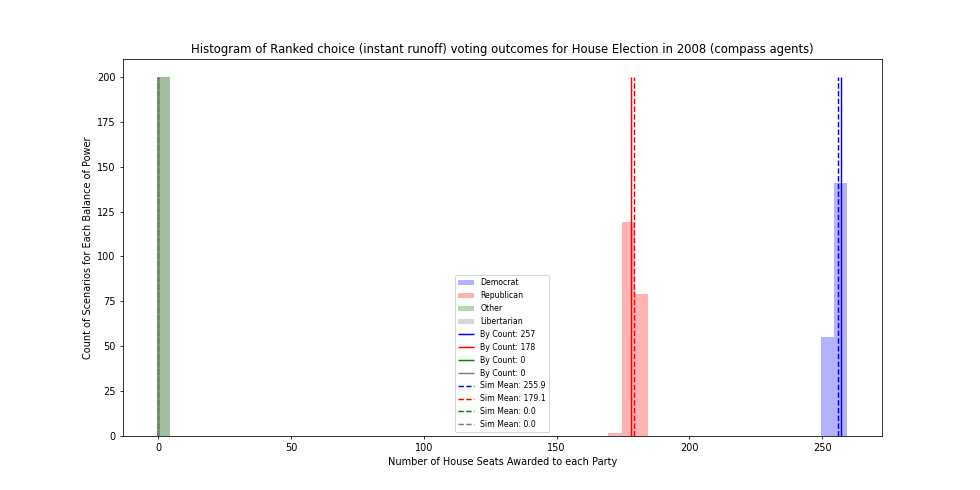 Histogram of Ranked choice (instant runoff) voting outcomes for House Election in 2008 (compass agents)
Count of Scenarios for Each Balance of Power
200
175
150
125
100
75
50
25
0
Democrat
Republican
Other
Libertarian
By Count: 257
By Count: 178
By Count: 0
By Count: 0
Sim Mean: 255.9
Sim Mean: 179.1
Sim Mean: 0.0
Sim Mean: 0.0
0 50 100 150 200 250
Number of House Seats Awarded to each Party